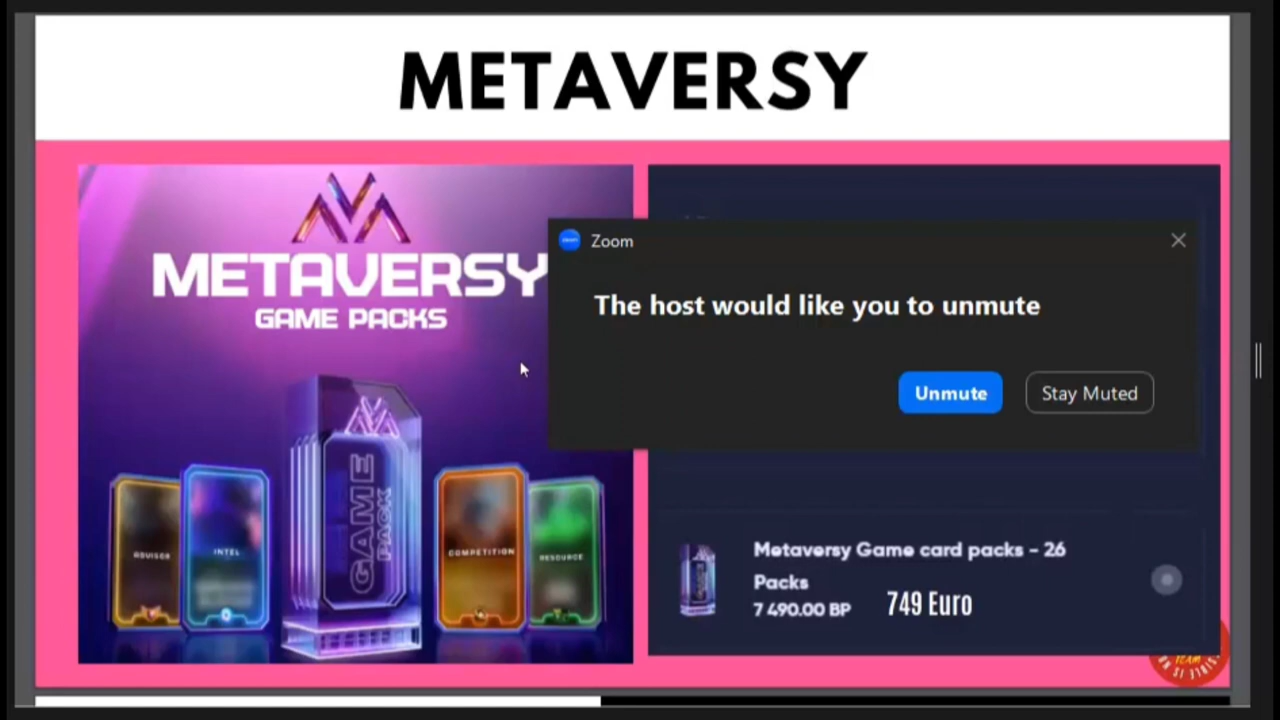 METAVERSY
METAVERSY
GAME PACKS
GAME
PACK
ADVISOR
INTEL
COMPETITION
RESOURCE
Zoom
The host would like you to unmute
Unmute
Stay Muted
Metaversy Game card packs - 26
Packs
7 490.00 BP
749 Euro
TEAM